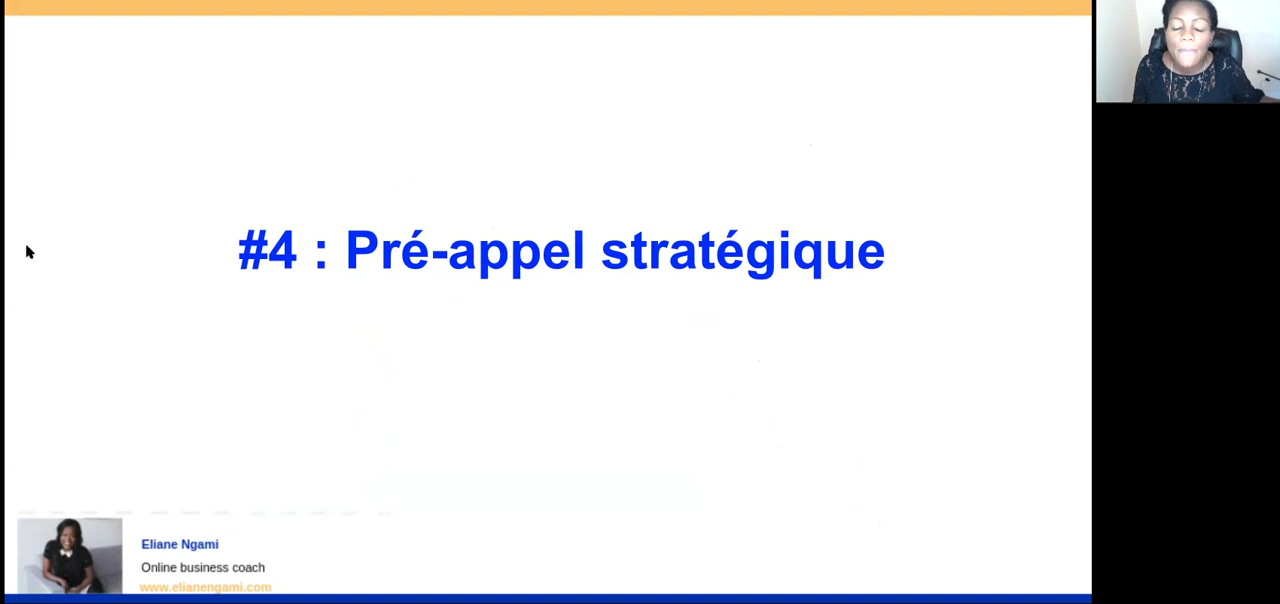 #4 : Pré-appel stratégique
Eliane Ngami
Online business coach
www.elianengami.com